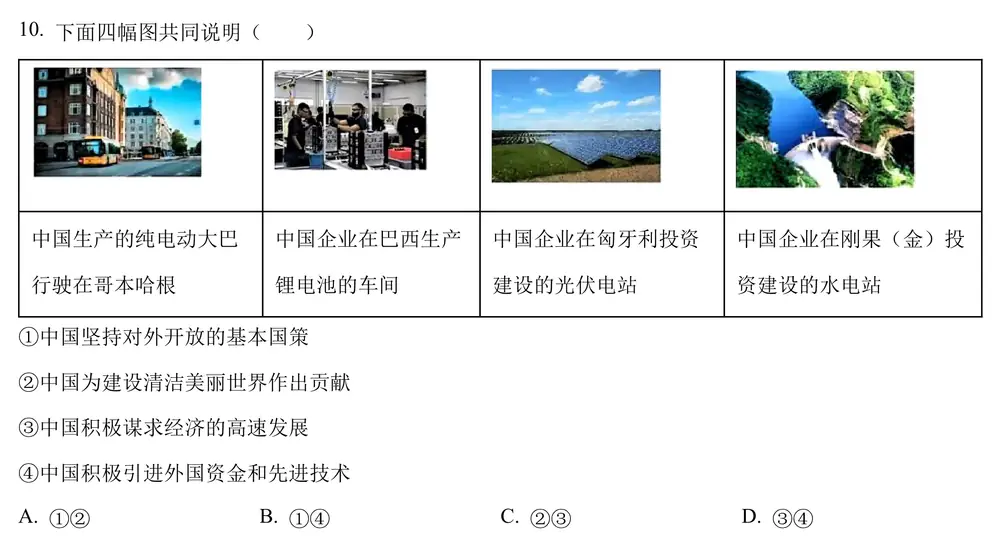 10. 下面四幅图共同说明（　　）
中国生产的纯电动大巴
行驶在哥本哈根
中国企业在巴西生产
锂电池的车间
中国企业在匈牙利投资
建设的光伏电站
中国企业在刚果（金）投
资建设的水电站
①中国坚持对外开放的基本国策
②中国为建设清洁美丽世界作出贡献
③中国积极谋求经济的高速发展
④中国积极引进外国资金和先进技术
A. ①② B. ①④ C. ②③ D. ③④